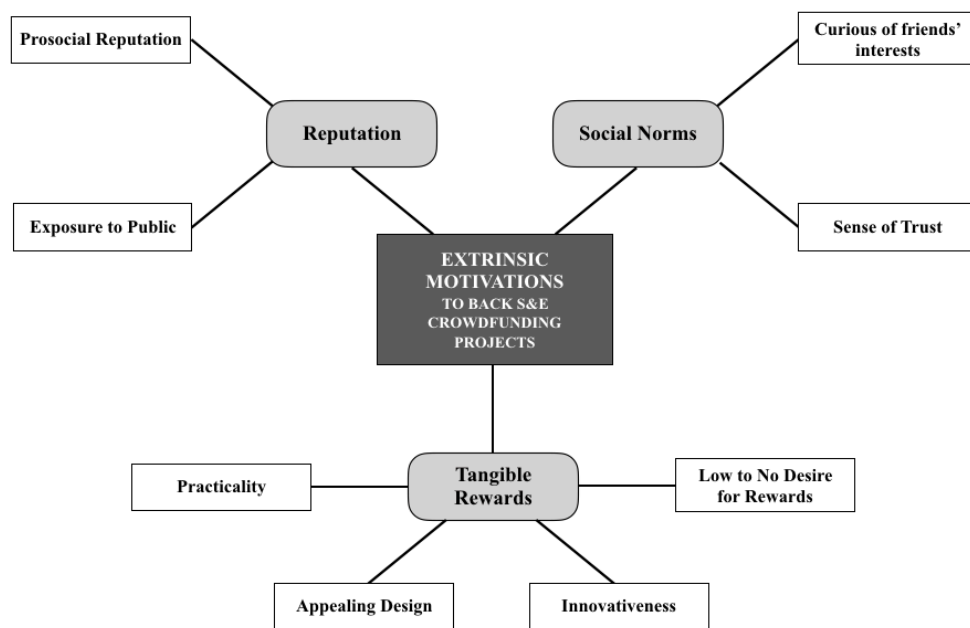 Prosocial Reputation
Curious of friends’
interests
Reputation
Social Norms
Exposure to Public
Sense of Trust
EXTRINSIC
MOTIVATIONS
TO BACK S&E
CROWDFUNDING
PROJECTS
Tangible
Rewards
Practicality
Low to No Desire
for Rewards
Appealing Design
Innovativeness